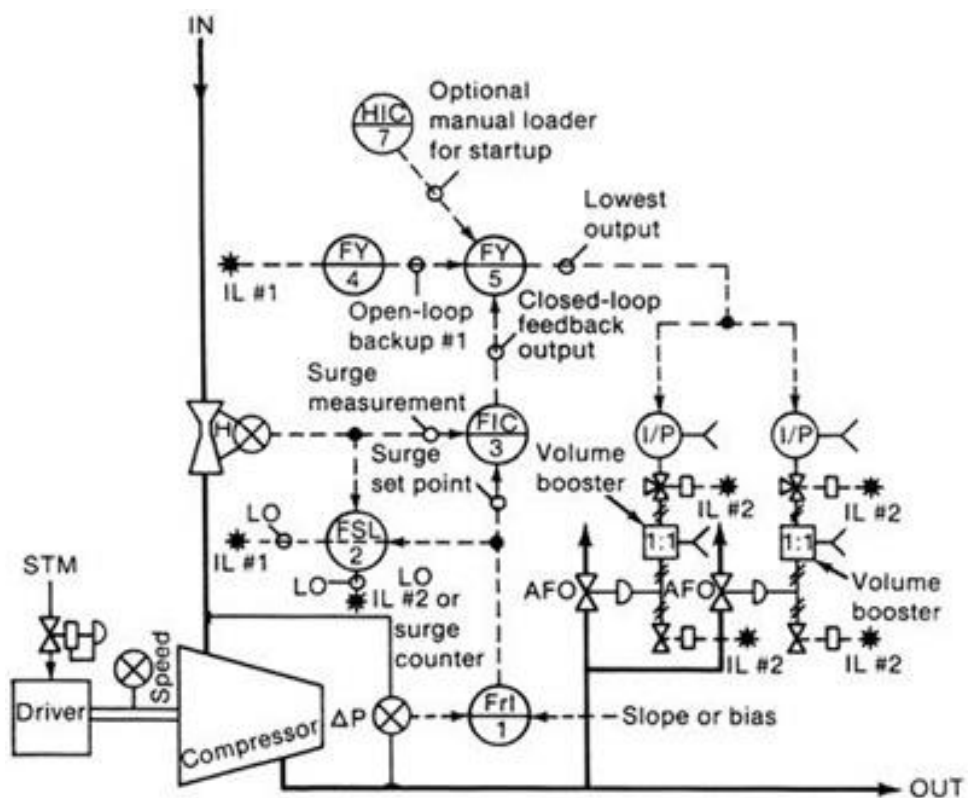 IN
Optional
manual loader
for startup
HIC
7
Lowest
output
FY
4
FY
5
IL #1
Open-loop
backup #1
Closed-loop
feedback
output
Surge
measurement
H
FIC
3
I/P
I/P
Surge
set point
Volume
booster
IL #2
IL #2
LO
FSL
2
IL #1
1:1
1:1
STM
LO
LO
IL #2 or
surge
counter
AFO
AFO
Volume
booster
IL #2
IL #2
Speed
Driver
Compressor
ΔP
FrI
1
Slope or bias
OUT